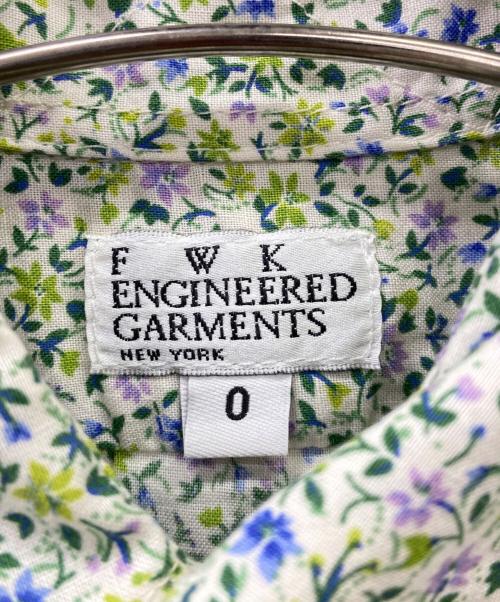 F W K
ENGINEERED
GARMENTS
NEW YORK
0